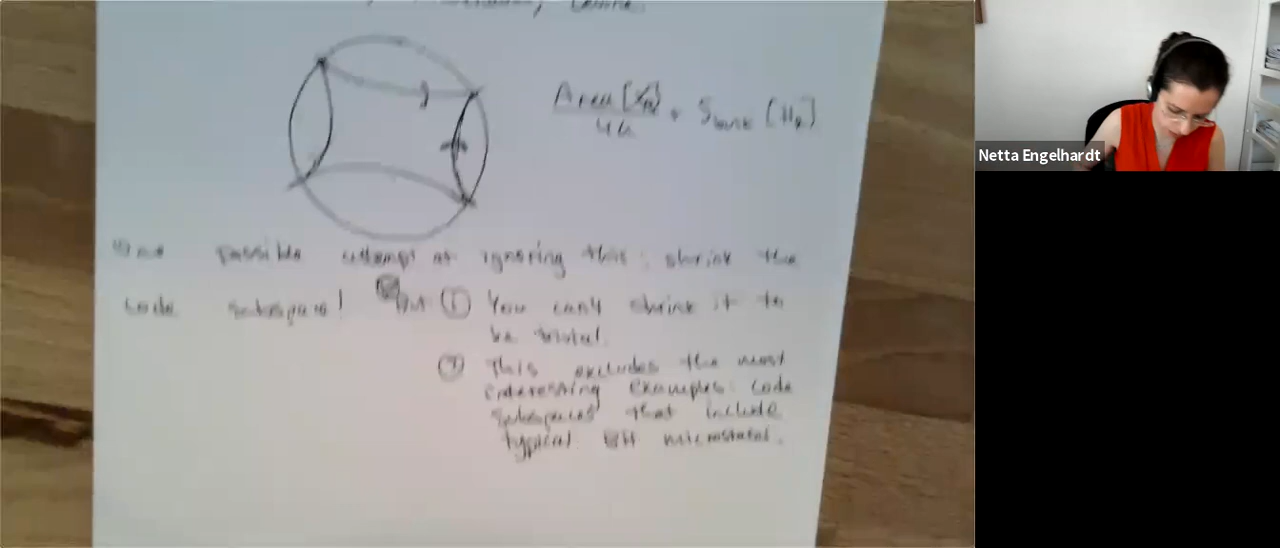 Area [χ_R]
4G + S_bulk [H_R]
One possible attempt at ignoring this: shrink the
code subspace! But ① You can't shrink it to
be trivial.
② This excludes the most
interesting examples: code
subspaces that include
typical BH microstates.
Netta Engelhardt